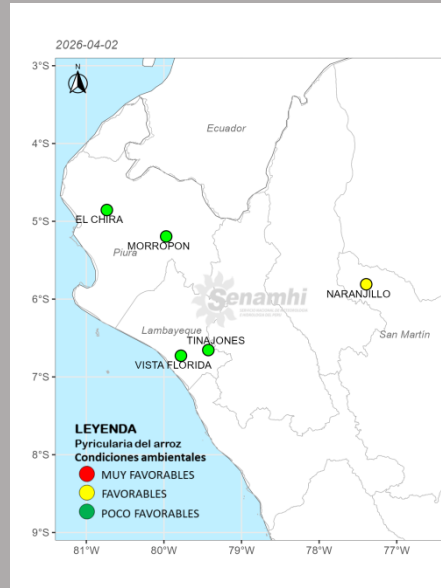 2026-04-02
3°S
N
4°S
Ecuador
5°S
EL CHIRA
MORROPON
Piura
6°S
NARANJILLO
Senamhi
Lambayeque
San Martín
TINAJONES
VISTA FLORIDA
7°S
LEYENDA
Pyricularia del arroz
Condiciones ambientales
MUY FAVORABLES
FAVORABLES
POCO FAVORABLES
8°S
9°S
81°W 80°W 79°W 78°W 77°W